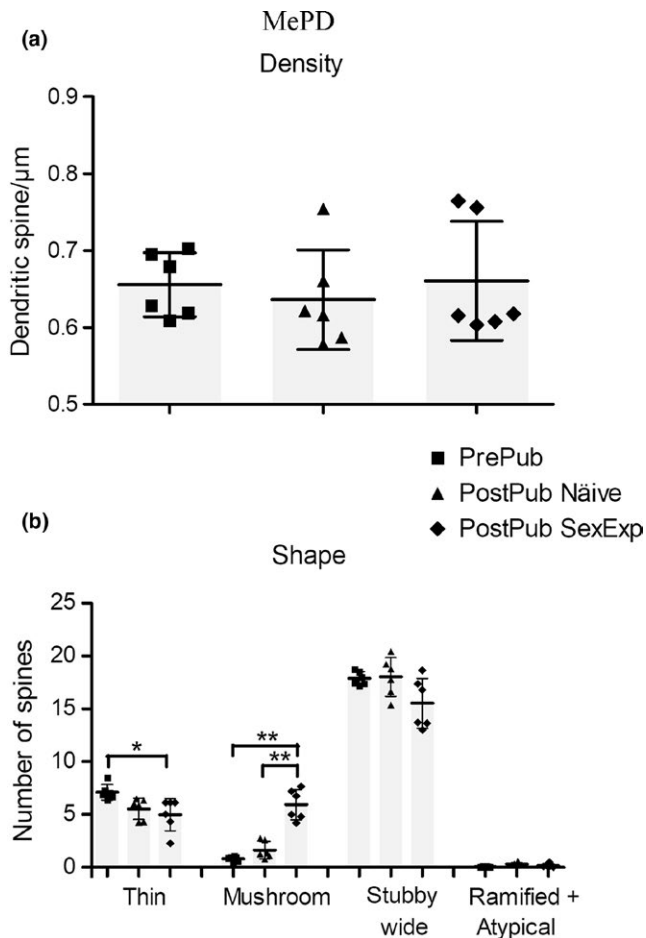 MePD
(a)
Density
Dendritic spine/µm
0.9
0.8
0.7
0.6
0.5
PrePub
PostPub Näive
PostPub SexExp
(b)
Shape
Number of spines
25
20
15
10
5
0
*
**
**
Thin Mushroom Stubby Ramified +
wide Atypical